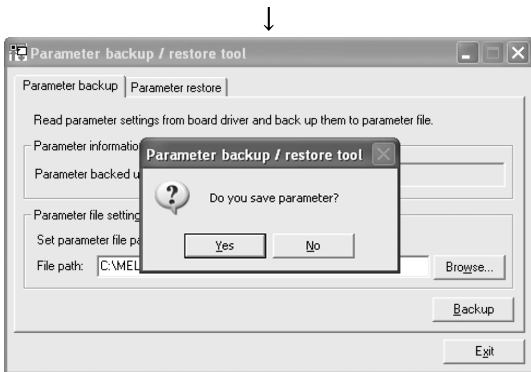 ↓
Parameter backup / restore tool
Parameter backup Parameter restore
Read parameter settings from board driver and back up them to parameter file.
Parameter information
Parameter backed u
Parameter backup / restore tool
Do you save parameter?
Yes No
Parameter file setting
Set parameter file pa
File path: C:\MEL
Browse...
Backup
Exit